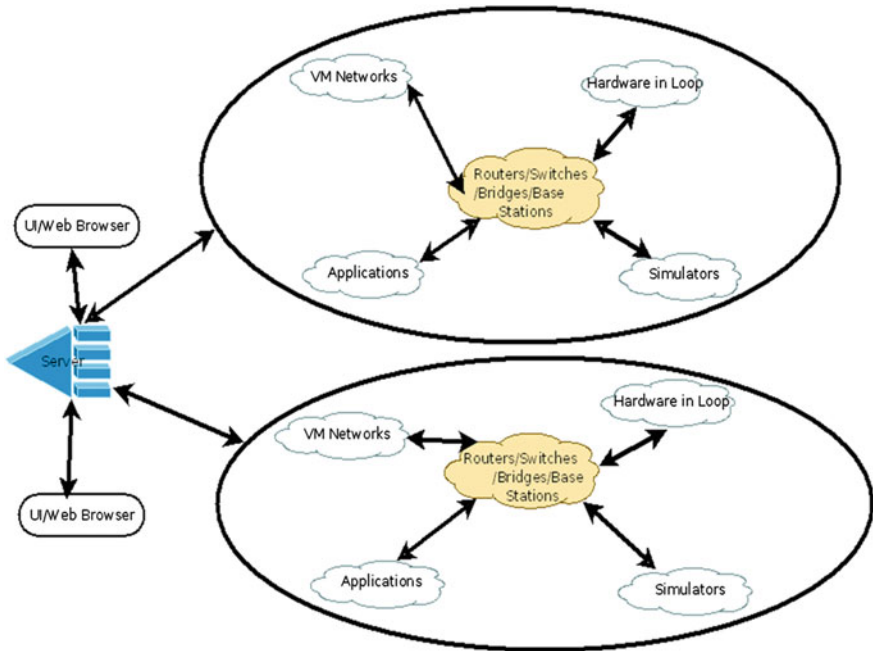 VM Networks
Hardware in Loop
Routers/Switches
/Bridges/Base
Stations
Applications
Simulators
UI/Web Browser
Server
UI/Web Browser
VM Networks
Hardware in Loop
Routers/Switches
/Bridges/Base
Stations
Applications
Simulators